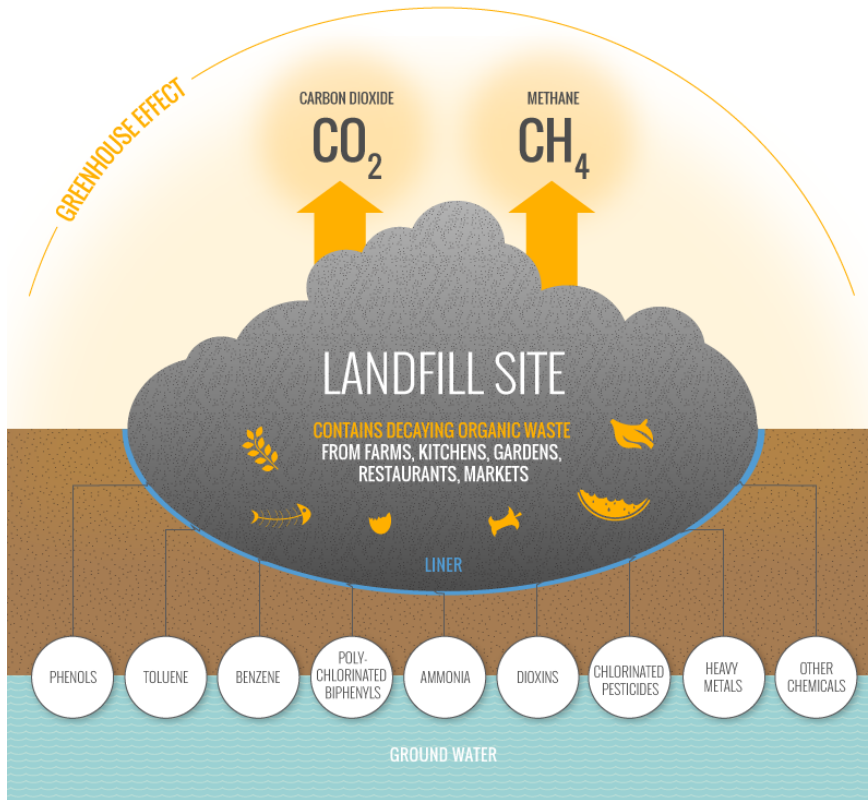 GREENHOUSE EFFECT
CARBON DIOXIDE
CO₂
METHANE
CH₄
LANDFILL SITE
CONTAINS DECAYING ORGANIC WASTE
FROM FARMS, KITCHENS, GARDENS,
RESTAURANTS, MARKETS
LINER
PHENOLS
TOLUENE
BENZENE
POLY-
CHLORINATED
BIPHENYLS
AMMONIA
DIOXINS
CHLORINATED
PESTICIDES
HEAVY
METALS
OTHER
CHEMICALS
GROUND WATER